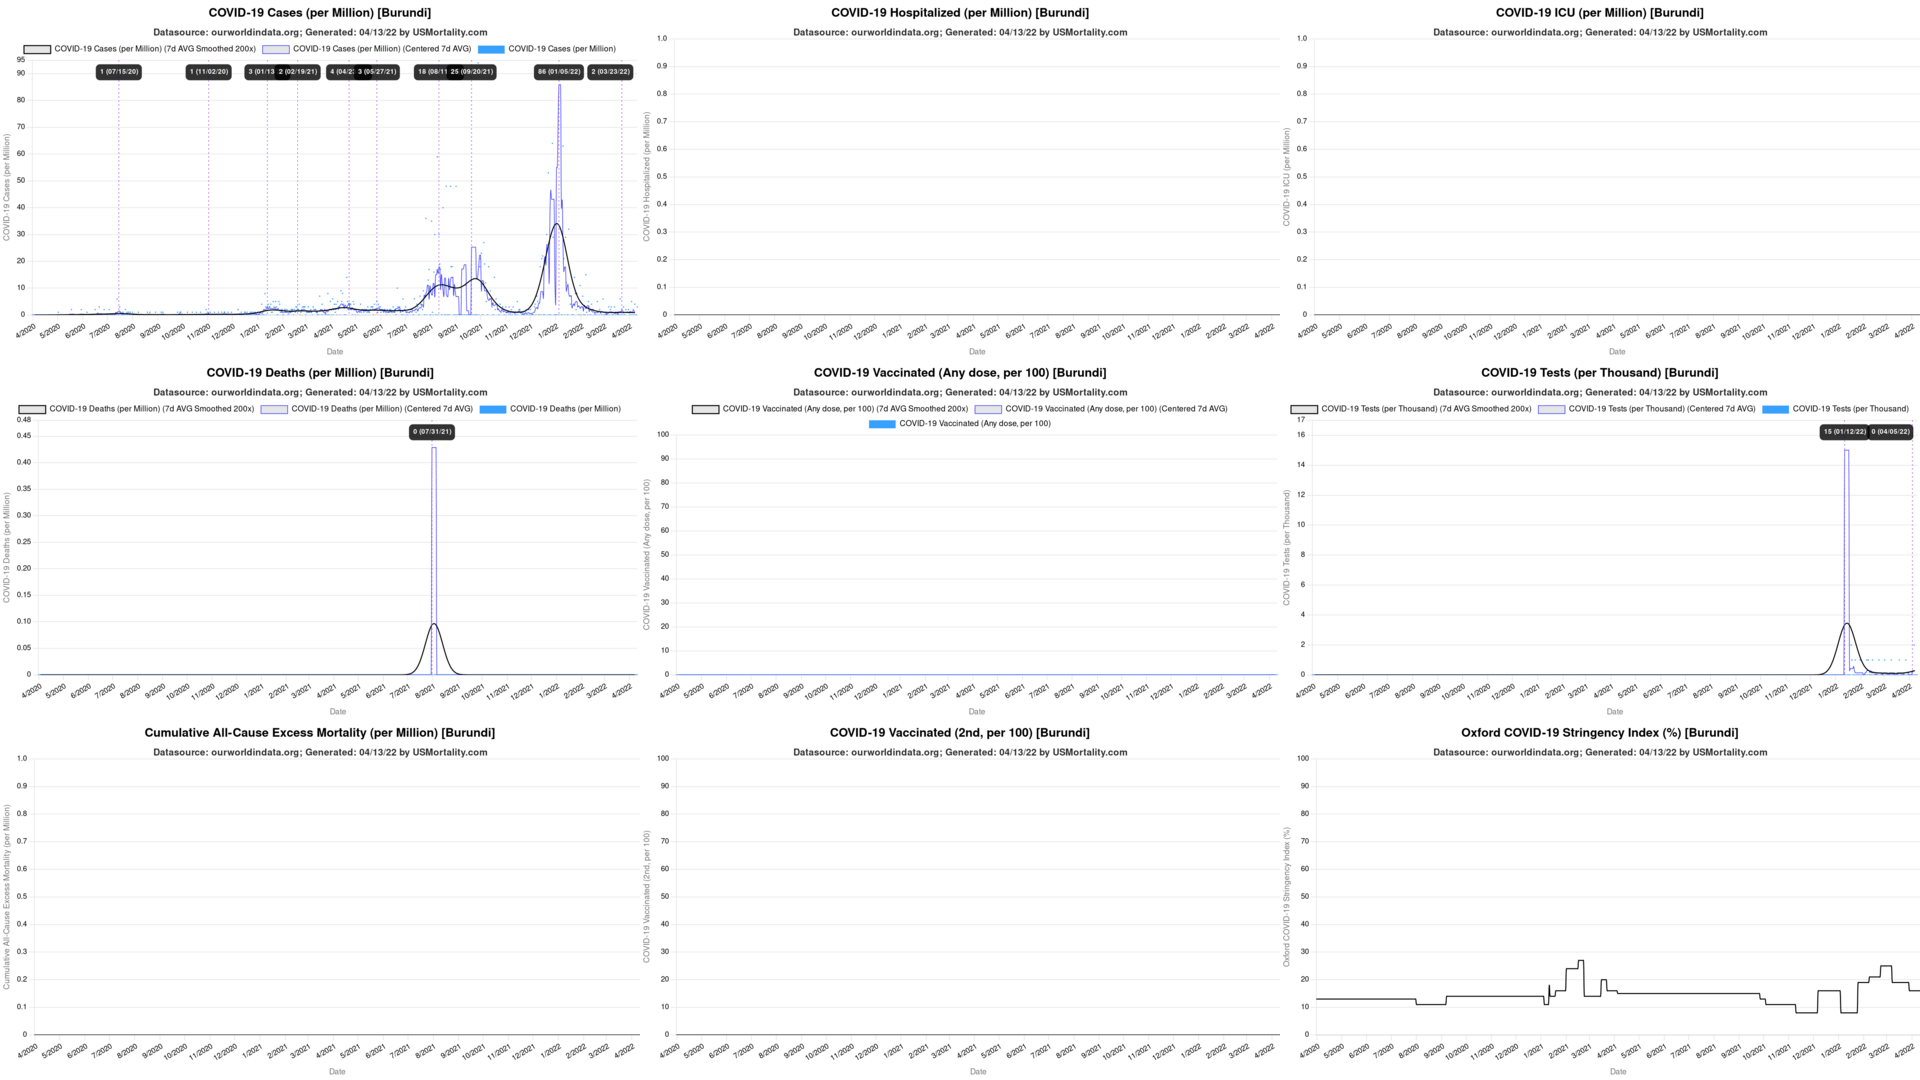 COVID-19 Cases (per Million) [Burundi]
Datasource: ourworldindata.org; Generated: 04/13/22 by USMortality.com
COVID-19 Cases (per Million) (7d AVG Smoothed 200x) COVID-19 Cases (per Million) (Centered 7d AVG) COVID-19 Cases (per Million)
95
90
80
70
60
50
40
30
20
10
0
COVID-19 Cases (per Million)
1 (07/15/20) 1 (11/02/20) 3 (01/13 2 (02/19/21) 4 (04/2 3 (05/27/21) 18 (08/11 25 (09/20/21) 86 (01/05/22) 2 (03/23/22)
4/2020 5/2020 6/2020 7/2020 8/2020 9/2020 10/2020 11/2020 12/2020 1/2021 2/2021 3/2021 4/2021 5/2021 6/2021 7/2021 8/2021 9/2021 10/2021 11/2021 12/2021 1/2022 2/2022 3/2022 4/2022
Date
COVID-19 Hospitalized (per Million) [Burundi]
Datasource: ourworldindata.org; Generated: 04/13/22 by USMortality.com
1.0
0.9
0.8
0.7
0.6
0.5
0.4
0.3
0.2
0.1
0
COVID-19 Hospitalized (per Million)
4/2020 5/2020 6/2020 7/2020 8/2020 9/2020 10/2020 11/2020 12/2020 1/2021 2/2021 3/2021 4/2021 5/2021 6/2021 7/2021 8/2021 9/2021 10/2021 11/2021 12/2021 1/2022 2/2022 3/2022 4/2022
Date
COVID-19 ICU (per Million) [Burundi]
Datasource: ourworldindata.org; Generated: 04/13/22 by USMortality.com
1.0
0.9
0.8
0.7
0.6
0.5
0.4
0.3
0.2
0.1
0
COVID-19 ICU (per Million)
4/2020 5/2020 6/2020 7/2020 8/2020 9/2020 10/2020 11/2020 12/2020 1/2021 2/2021 3/2021 4/2021 5/2021 6/2021 7/2021 8/2021 9/2021 10/2021 11/2021 12/2021 1/2022 2/2022 3/2022 4/2022
Date
COVID-19 Deaths (per Million) [Burundi]
Datasource: ourworldindata.org; Generated: 04/13/22 by USMortality.com
COVID-19 Deaths (per Million) (7d AVG Smoothed 200x) COVID-19 Deaths (per Million) (Centered 7d AVG) COVID-19 Deaths (per Million)
0.48
0.45
0.40
0.35
0.30
0.25
0.20
0.15
0.10
0.05
0
COVID-19 Deaths (per Million)
0 (07/31/21)
4/2020 5/2020 6/2020 7/2020 8/2020 9/2020 10/2020 11/2020 12/2020 1/2021 2/2021 3/2021 4/2021 5/2021 6/2021 7/2021 8/2021 9/2021 10/2021 11/2021 12/2021 1/2022 2/2022 3/2022 4/2022
Date
COVID-19 Vaccinated (Any dose, per 100) [Burundi]
Datasource: ourworldindata.org; Generated: 04/13/22 by USMortality.com
COVID-19 Vaccinated (Any dose, per 100) (7d AVG Smoothed 200x) COVID-19 Vaccinated (Any dose, per 100) (Centered 7d AVG)
COVID-19 Vaccinated (Any dose, per 100)
100
90
80
70
60
50
40
30
20
10
0
COVID-19 Vaccinated (Any dose, per 100)
4/2020 5/2020 6/2020 7/2020 8/2020 9/2020 10/2020 11/2020 12/2020 1/2021 2/2021 3/2021 4/2021 5/2021 6/2021 7/2021 8/2021 9/2021 10/2021 11/2021 12/2021 1/2022 2/2022 3/2022 4/2022
Date
COVID-19 Tests (per Thousand) [Burundi]
Datasource: ourworldindata.org; Generated: 04/13/22 by USMortality.com
COVID-19 Tests (per Thousand) (7d AVG Smoothed 200x) COVID-19 Tests (per Thousand) (Centered 7d AVG) COVID-19 Tests (per Thousand)
17
16
14
12
10
8
6
4
2
0
COVID-19 Tests (per Thousand)
15 (01/12/22) 0 (04/05/22)
4/2020 5/2020 6/2020 7/2020 8/2020 9/2020 10/2020 11/2020 12/2020 1/2021 2/2021 3/2021 4/2021 5/2021 6/2021 7/2021 8/2021 9/2021 10/2021 11/2021 12/2021 1/2022 2/2022 3/2022 4/2022
Date
Cumulative All-Cause Excess Mortality (per Million) [Burundi]
Datasource: ourworldindata.org; Generated: 04/13/22 by USMortality.com
1.0
0.9
0.8
0.7
0.6
0.5
0.4
0.3
0.2
0.1
0
Cumulative All-Cause Excess Mortality (per Million)
4/2020 5/2020 6/2020 7/2020 8/2020 9/2020 10/2020 11/2020 12/2020 1/2021 2/2021 3/2021 4/2021 5/2021 6/2021 7/2021 8/2021 9/2021 10/2021 11/2021 12/2021 1/2022 2/2022 3/2022 4/2022
Date
COVID-19 Vaccinated (2nd, per 100) [Burundi]
Datasource: ourworldindata.org; Generated: 04/13/22 by USMortality.com
100
90
80
70
60
50
40
30
20
10
0
COVID-19 Vaccinated (2nd, per 100)
4/2020 5/2020 6/2020 7/2020 8/2020 9/2020 10/2020 11/2020 12/2020 1/2021 2/2021 3/2021 4/2021 5/2021 6/2021 7/2021 8/2021 9/2021 10/2021 11/2021 12/2021 1/2022 2/2022 3/2022 4/2022
Date
Oxford COVID-19 Stringency Index (%) [Burundi]
Datasource: ourworldindata.org; Generated: 04/13/22 by USMortality.com
100
90
80
70
60
50
40
30
20
10
0
Oxford COVID-19 Stringency Index (%)
4/2020 5/2020 6/2020 7/2020 8/2020 9/2020 10/2020 11/2020 12/2020 1/2021 2/2021 3/2021 4/2021 5/2021 6/2021 7/2021 8/2021 9/2021 10/2021 11/2021 12/2021 1/2022 2/2022 3/2022 4/2022
Date